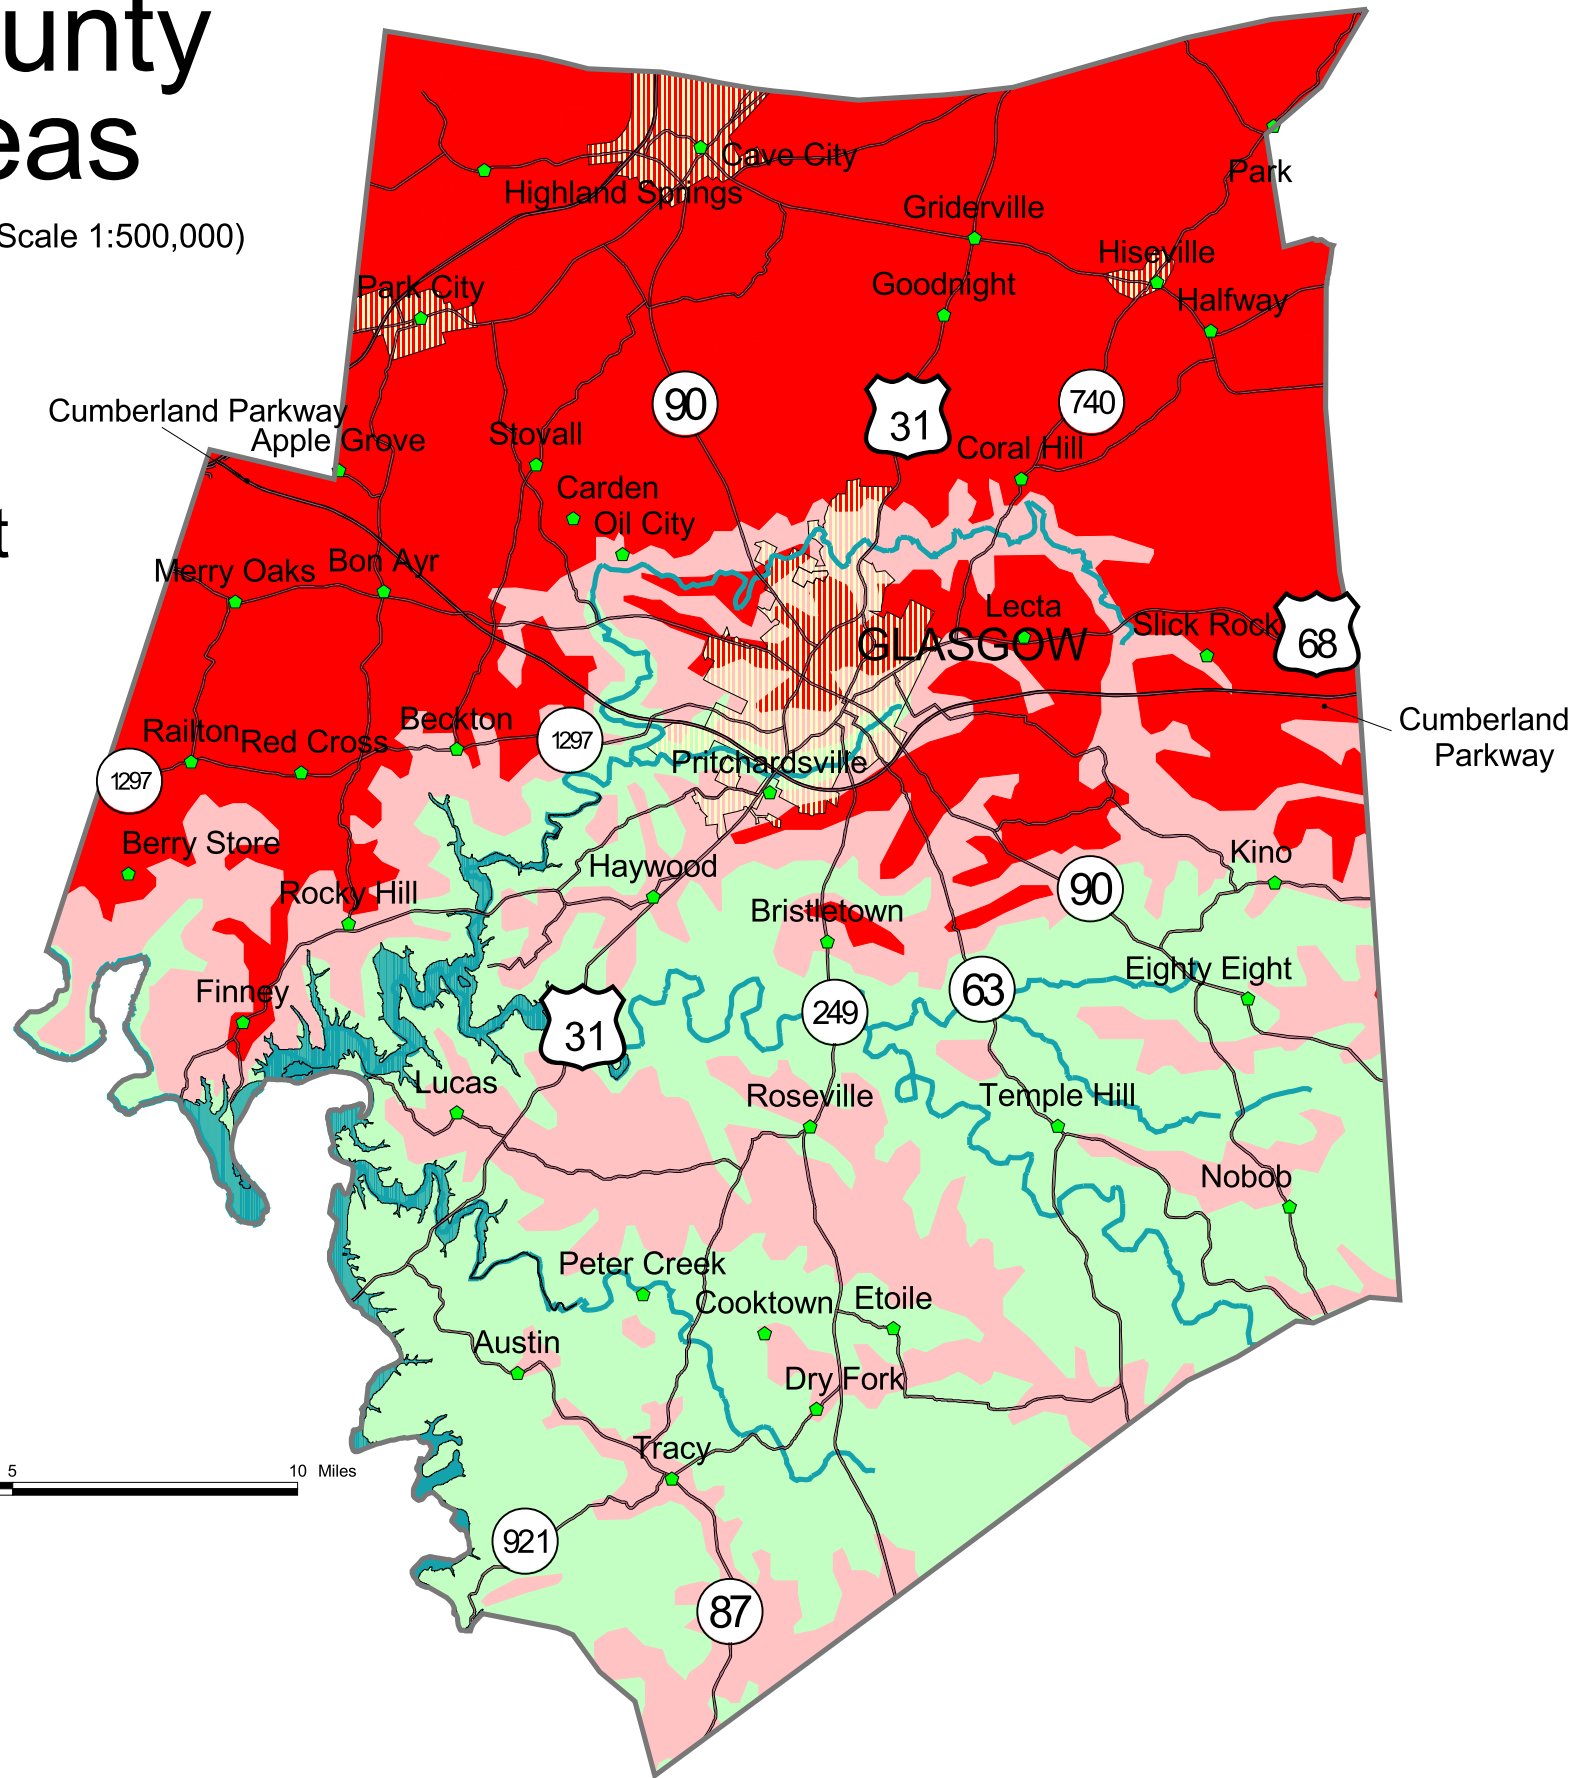 unty
eas
Scale 1:500,000)
t
Cave City
Highland Springs
Park
Griderville
Hiseville
Goodnight
Halfway
Park City
90
31
740
Cumberland Parkway
Apple Grove
Stovall
Coral Hill
Carden
Oil City
Merry Oaks
Bon Ayr
Lecta
Slick Rock
68
GLASGOW
Cumberland
Parkway
Railton
Red Cross
Beckton
1297
1297
Pritchardsville
Berry Store
Rocky Hill
Haywood
Bristletown
Kino
90
Finney
Eighty Eight
31
249
63
Lucas
Roseville
Temple Hill
Nobob
Peter Creek
Cooktown
Etoile
Austin
Dry Fork
Tracy
5
10
Miles
921
87